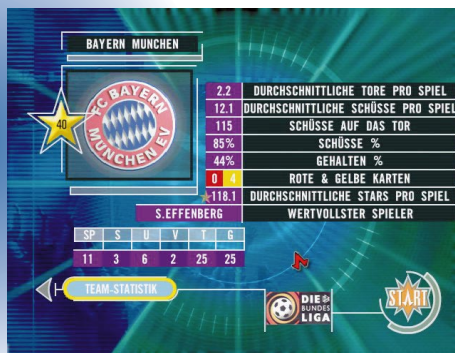 BAYERN MUNCHEN
FC BAYERN
MÜNCHEN EV
40
2.2 DURCHSCHNITTLICHE TORE PRO SPIEL
12.1 DURCHSCHNITTLICHE SCHÜSSE PRO SPIEL
115 SCHÜSSE AUF DAS TOR
85% SCHÜSSE %
44% GEHALTEN %
0 4 ROTE & GELBE KARTEN
-118.1 DURCHSCHNITTLICHE STARS PRO SPIEL
S.EFFENBERG WERTVOLLSTER SPIELER
SP S U V T G
11 3 6 2 25 25
TEAM-STATISTIK
DIE
BUNDES
LIGA
START